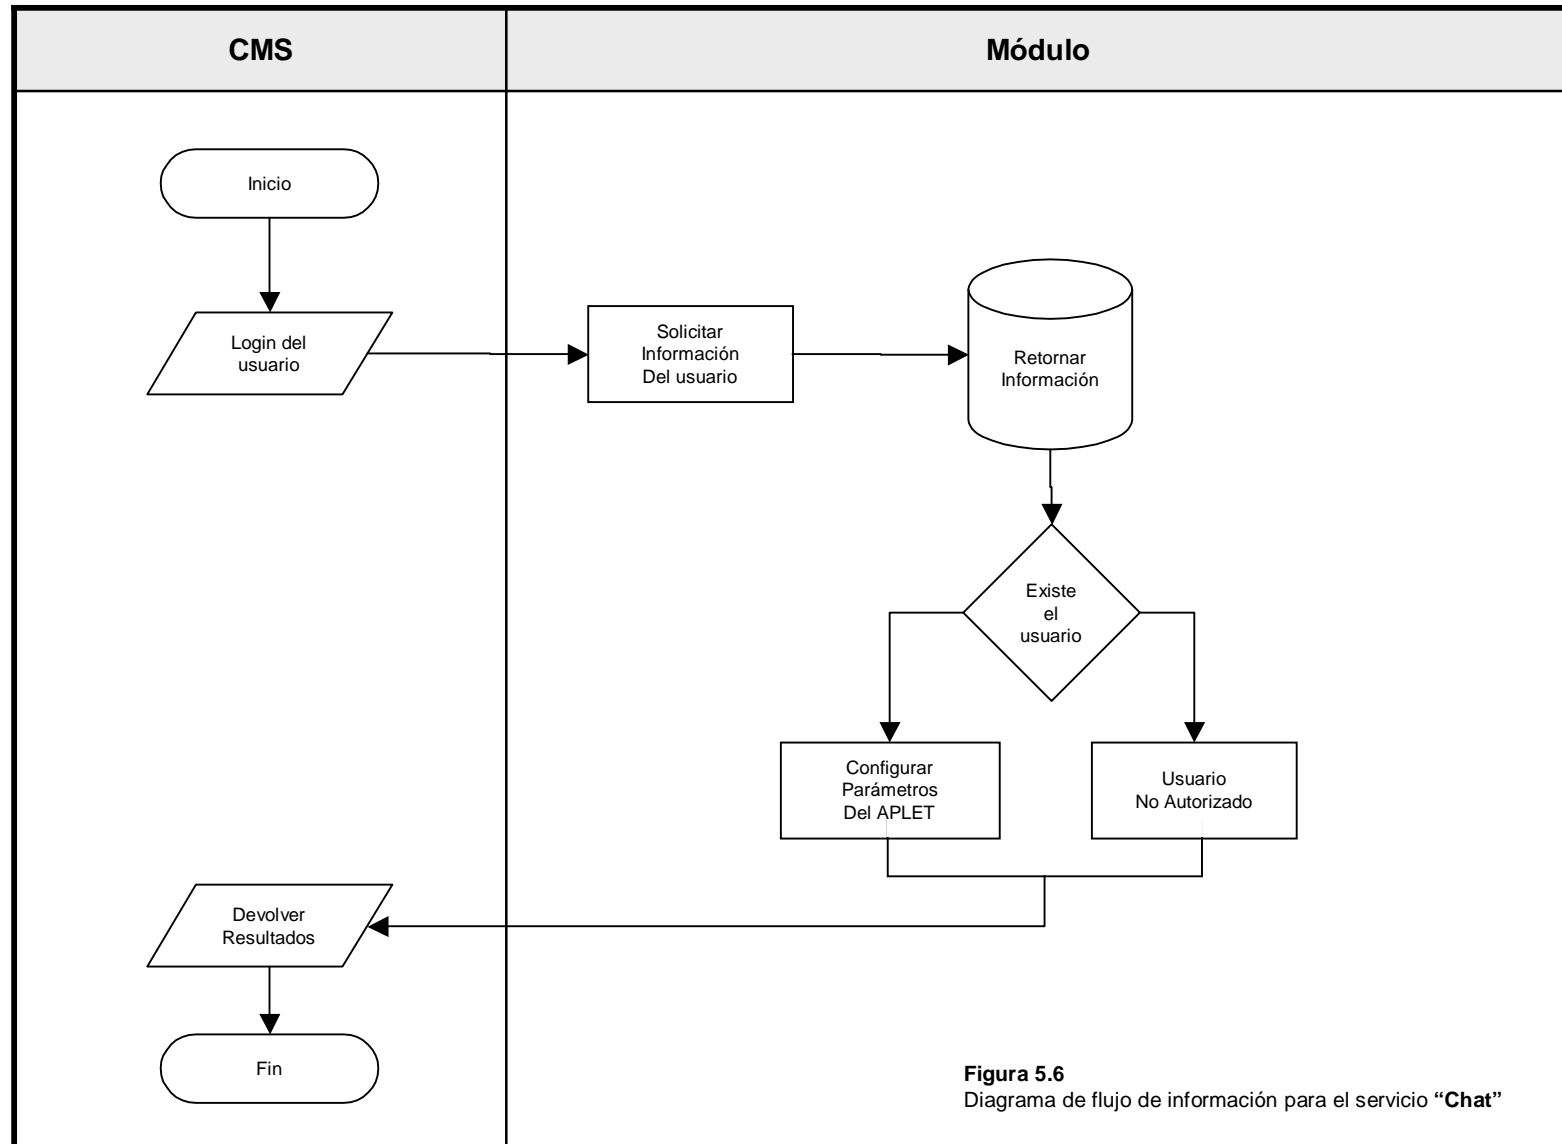 CMS
Módulo
Inicio
Login del
usuario
Solicitar
Información
Del usuario
Retornar
Información
Existe
el
usuario
Configurar
Parámetros
Del APLET
Usuario
No Autorizado
Devolver
Resultados
Fin
Figura 5.6
Diagrama de flujo de información para el servicio “Chat”